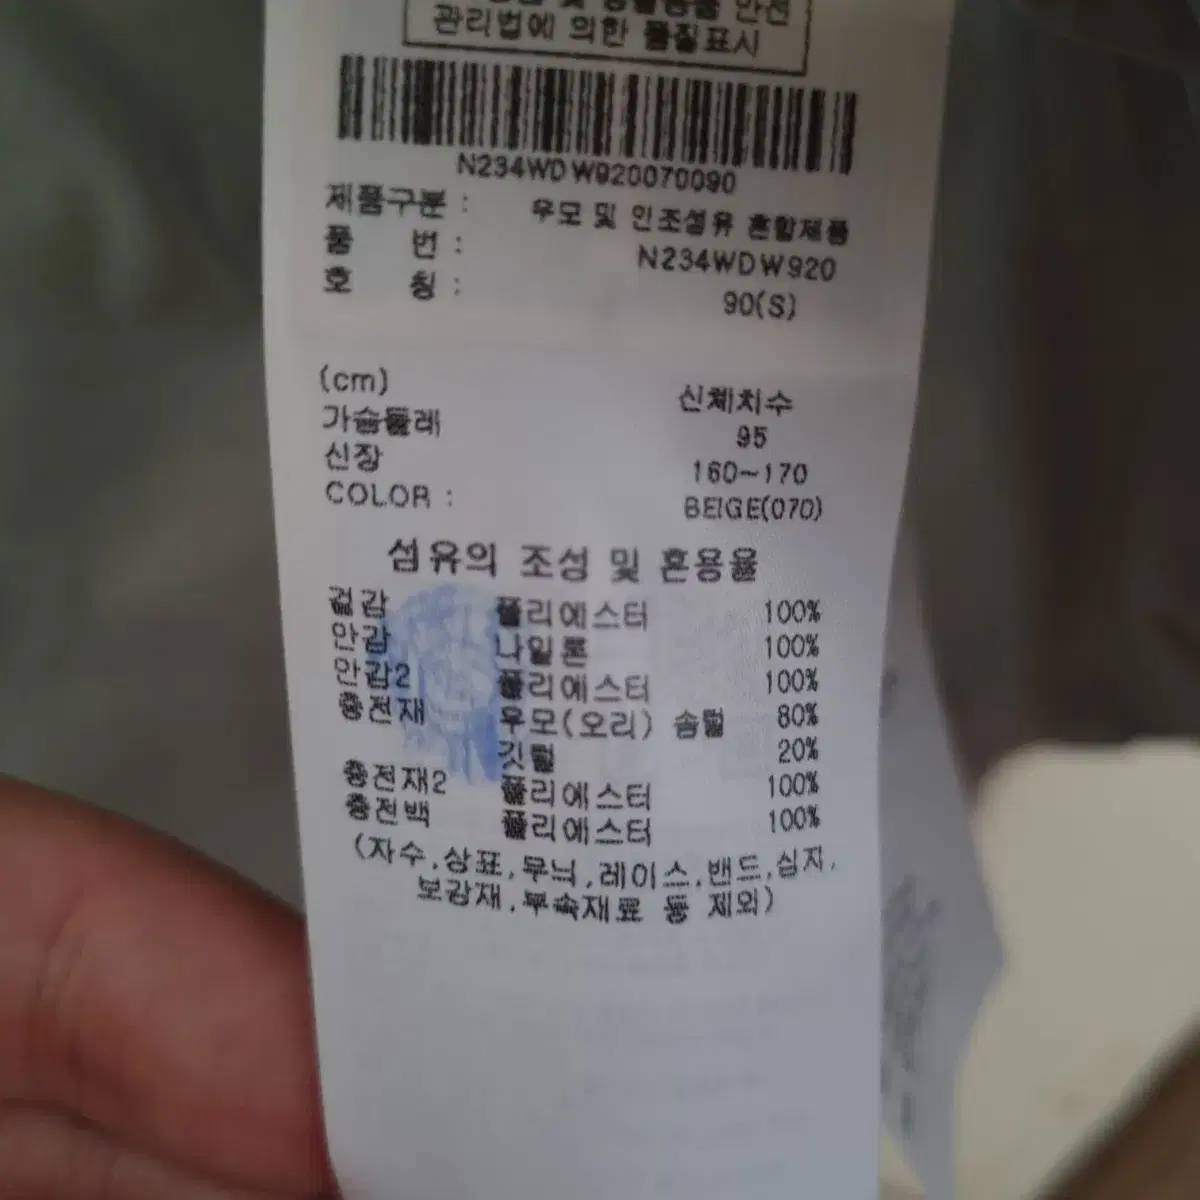 안전
관리법에 의한 품질표시
N234WDW920070090
제품구분 : 우모 및 인조섬유 혼합제품
품 번 : N234WDW920
호 칭 : 90(S)
(cm) 신체치수
가슴둘레 95
신장 160~170
COLOR : BEIGE(070)
섬유의 조성 및 혼용율
겉감 폴리에스터 100%
안감 나일론 100%
안감2 폴리에스터 100%
충전재 우모(오리) 솜털 80%
깃털 20%
충전재2 폴리에스터 100%
충전백 폴리에스터 100%
(자수,상표,무늬,레이스,밴드,심지,
보강재,부속재료 등 제외)